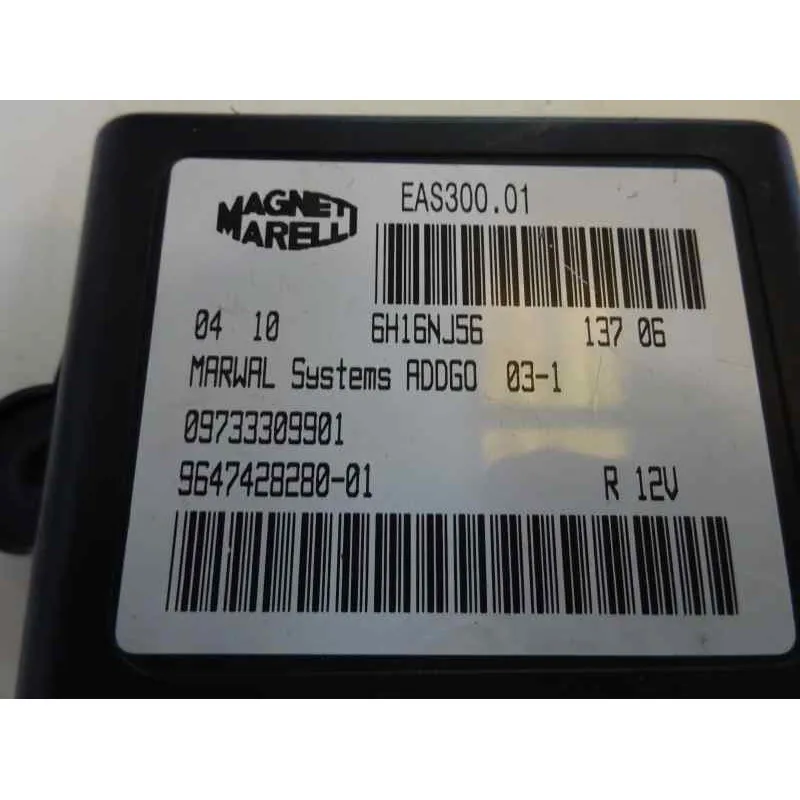 MAGNETI
MARELLI
EAS300.01
04 10 6H16NJ56 137 06
MARWAL Systems ADDGO 03-1
09733309901
9647428280-01 R 12V